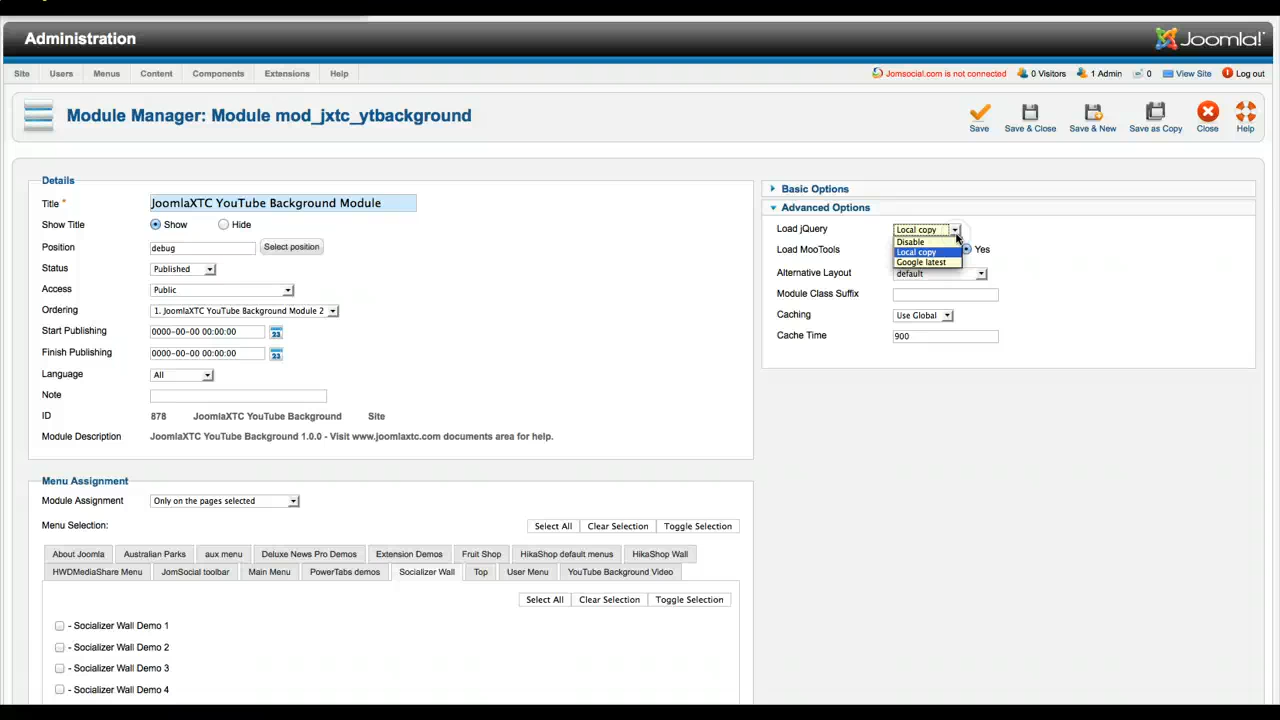 Administration
Joomla!
Site Users Menus Content Components Extensions Help
Jomsocial.com is not connected 0 Visitors 1 Admin 0 View Site Log out
Module Manager: Module mod_jxtc_ytbackground
Save Save & Close Save & New Save as Copy Close Help
Details
Title *
JoomlaXTC YouTube Background Module
Show Title Show Hide
Position debug Select position
Status Published
Access Public
Ordering 1. JoomlaXTC YouTube Background Module 2
Start Publishing 0000-00-00 00:00:00 23
Finish Publishing 0000-00-00 00:00:00 23
Language All
Note
ID 878 JoomlaXTC YouTube Background Site
Module Description JoomlaXTC YouTube Background 1.0.0 - Visit www.joomlaxtc.com documents area for help.
Basic Options
Advanced Options
Load jQuery Local copy
Disable
Local copy
Google latest
Load MooTools Yes
Alternative Layout default
Module Class Suffix
Caching Use Global
Cache Time 900
Menu Assignment
Module Assignment Only on the pages selected
Menu Selection: Select All Clear Selection Toggle Selection
About Joomla Australian Parks aux menu Deluxe News Pro Demos Extension Demos Fruit Shop HikaShop default menus HikaShop Wall
HWDMediaShare Menu JomSocial toolbar Main Menu PowerTabs demos Socializer Wall Top User Menu YouTube Background Video
Select All Clear Selection Toggle Selection
- Socializer Wall Demo 1
- Socializer Wall Demo 2
- Socializer Wall Demo 3
- Socializer Wall Demo 4